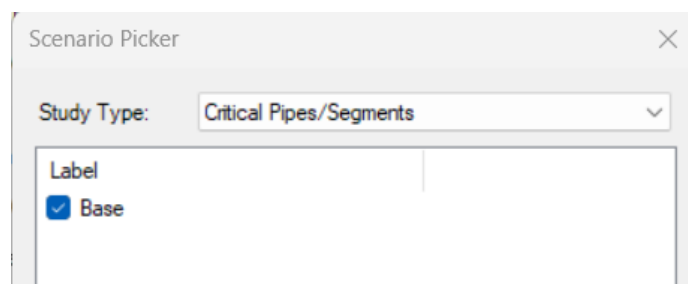 Scenario Picker
Study Type: Critical Pipes/Segments
Label
Base